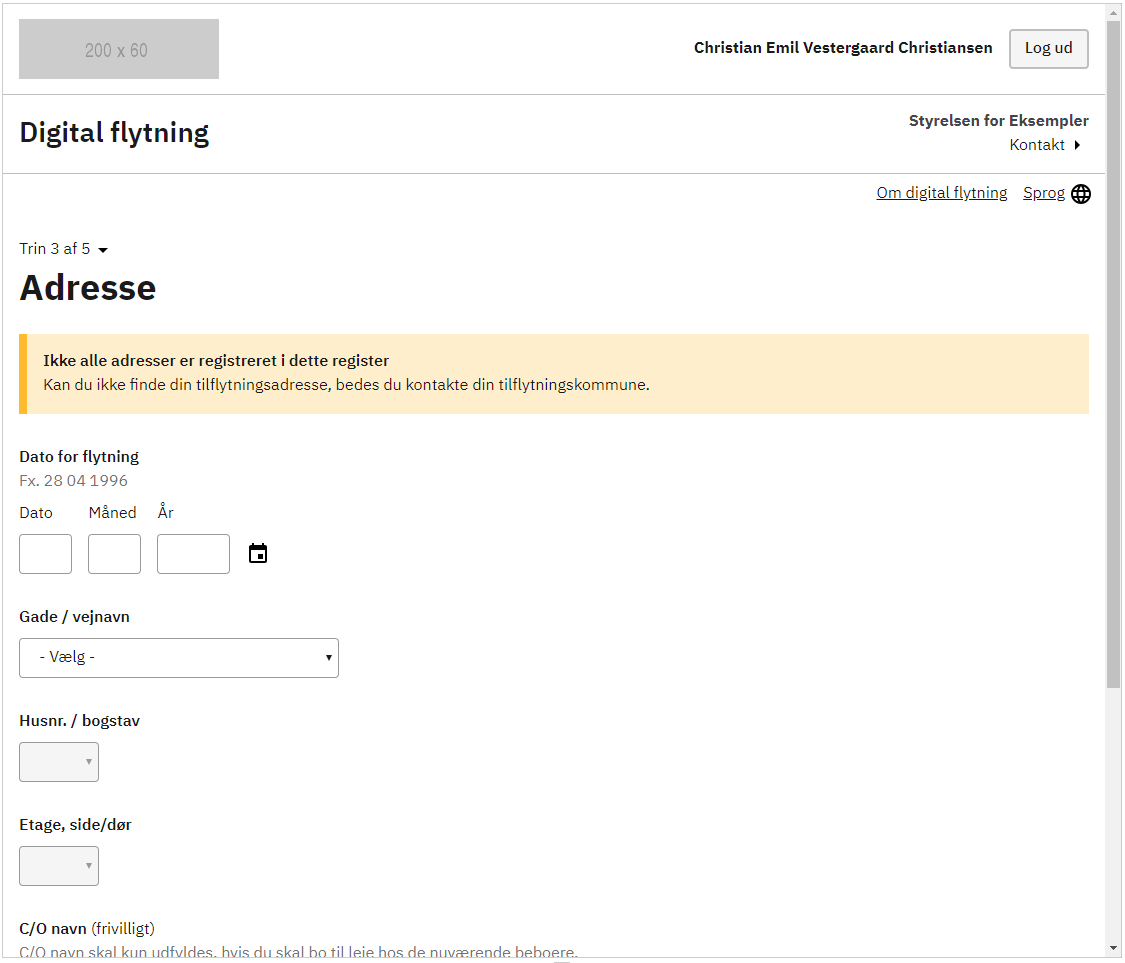 200 x 60
Christian Emil Vestergaard Christiansen
Log ud
Digital flytning
Styrelsen for Eksempler
Kontakt
Om digital flytning
Sprog
Trin 3 af 5
Adresse
Ikke alle adresser er registreret i dette register
Kan du ikke finde din tilflytningsadresse, bedes du kontakte din tilflytningskommune.
Dato for flytning
Fx. 28 04 1996
Dato Måned År
Gade / vejnavn
- Vælg -
Husnr. / bogstav
Etage, side/dør
C/O navn (frivilligt)
C/O navn skal kun udfyldes, hvis du skal bo til leje hos de nuværende beboere.